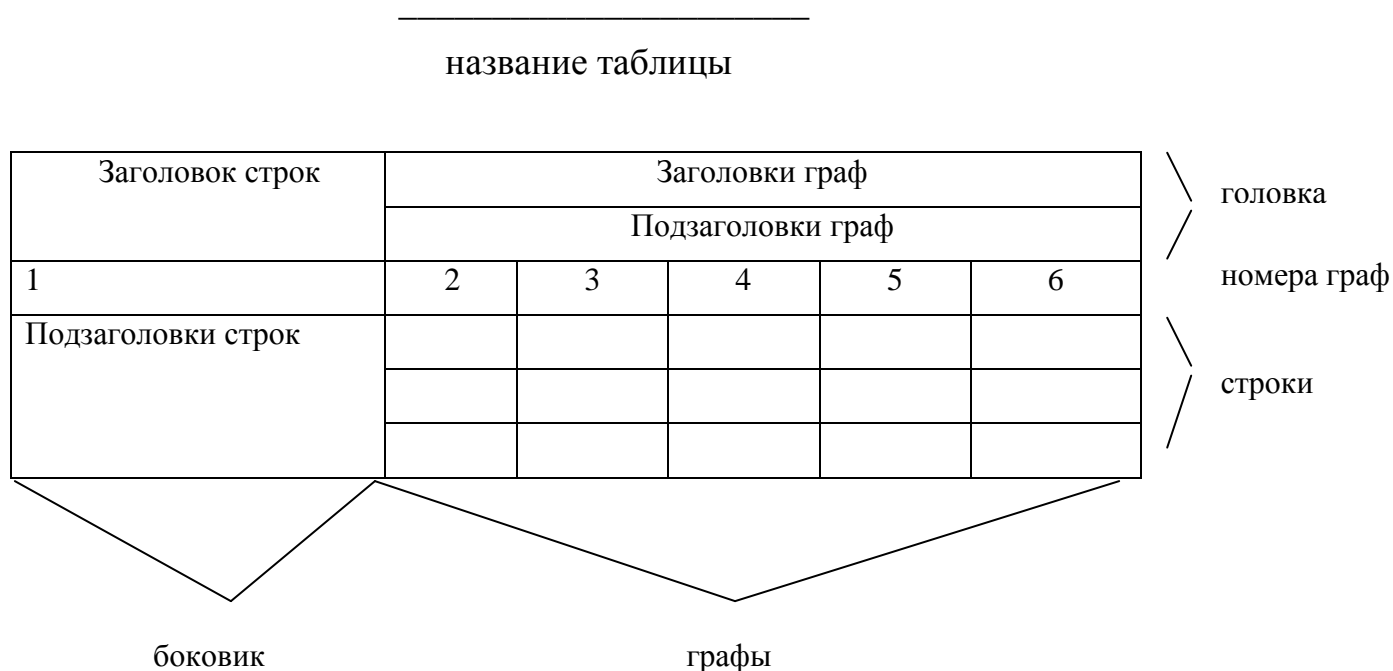 название таблицы
Заголовок строк Заголовки граф
головка
Подзаголовки граф
1 2 3 4 5 6 номера граф
Подзаголовки строк
строки
боковик графы